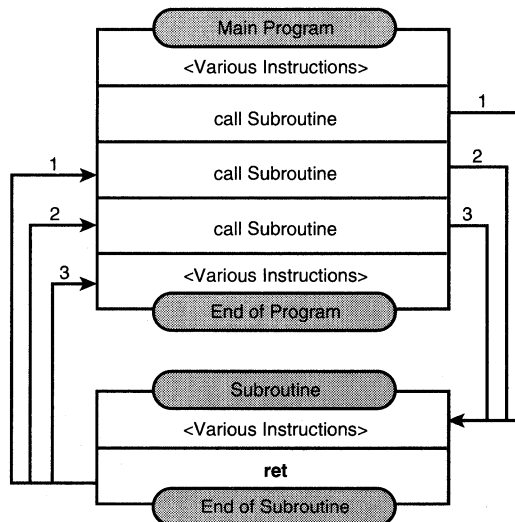 Main Program
<Various Instructions>
1
call Subroutine
1
2
call Subroutine
2
3
call Subroutine
3
<Various Instructions>
End of Program
Subroutine
<Various Instructions>
ret
End of Subroutine